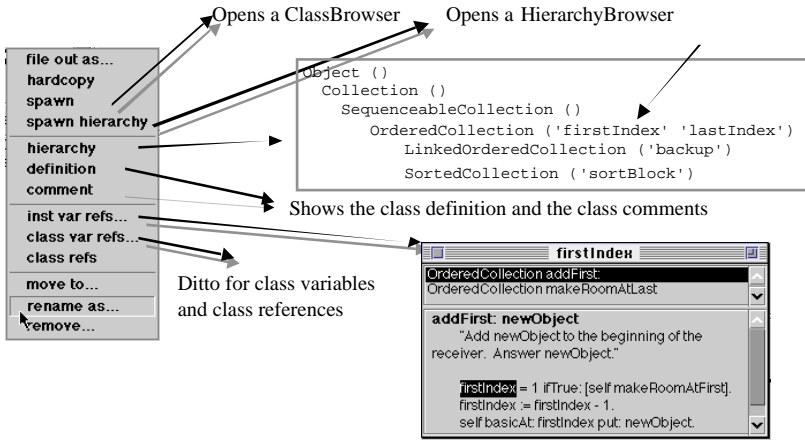 Opens a ClassBrowser
Opens a HierarchyBrowser
file out as...
hardcopy
spawn
spawn hierarchy
hierarchy
definition
comment
inst var refs...
class var refs...
class refs
move to...
rename as...
remove...
Object ()
Collection ()
SequenceableCollection ()
OrderedCollection ('firstIndex' 'lastIndex')
LinkedOrderedCollection ('backup')
SortedCollection ('sortBlock')
Shows the class definition and the class comments
Ditto for class variables
and class references
firstIndex
OrderedCollection addFirst:
OrderedCollection makeRoomAtLast
addFirst: newObject
"Add newObject to the beginning of the
receiver. Answer newObject."
firstIndex = 1 ifTrue: [self makeRoomAtFirst].
firstIndex := firstIndex - 1.
self basicAt: firstIndex put: newObject.